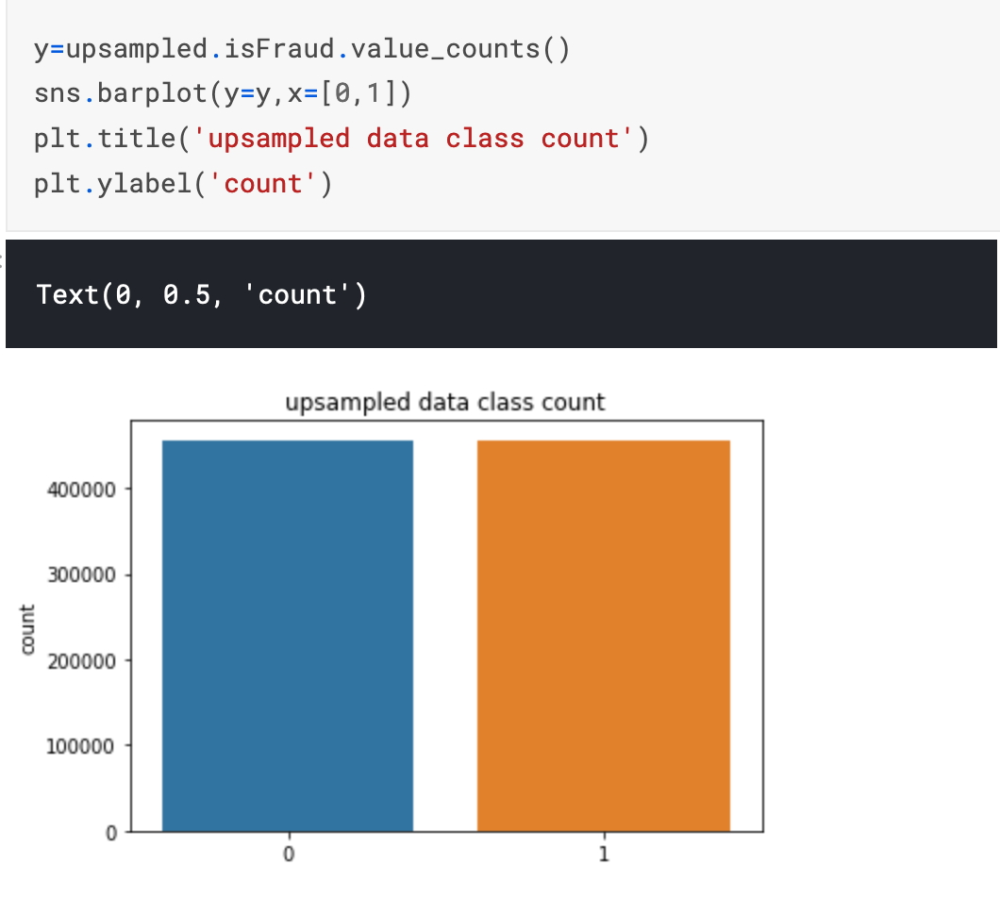 y=upsampled.isFraud.value_counts()
sns.barplot(y=y,x=[0,1])
plt.title('upsampled data class count')
plt.ylabel('count')
Text(0, 0.5, 'count')
upsampled data class count
400000
300000
200000
100000
0
count
0 1